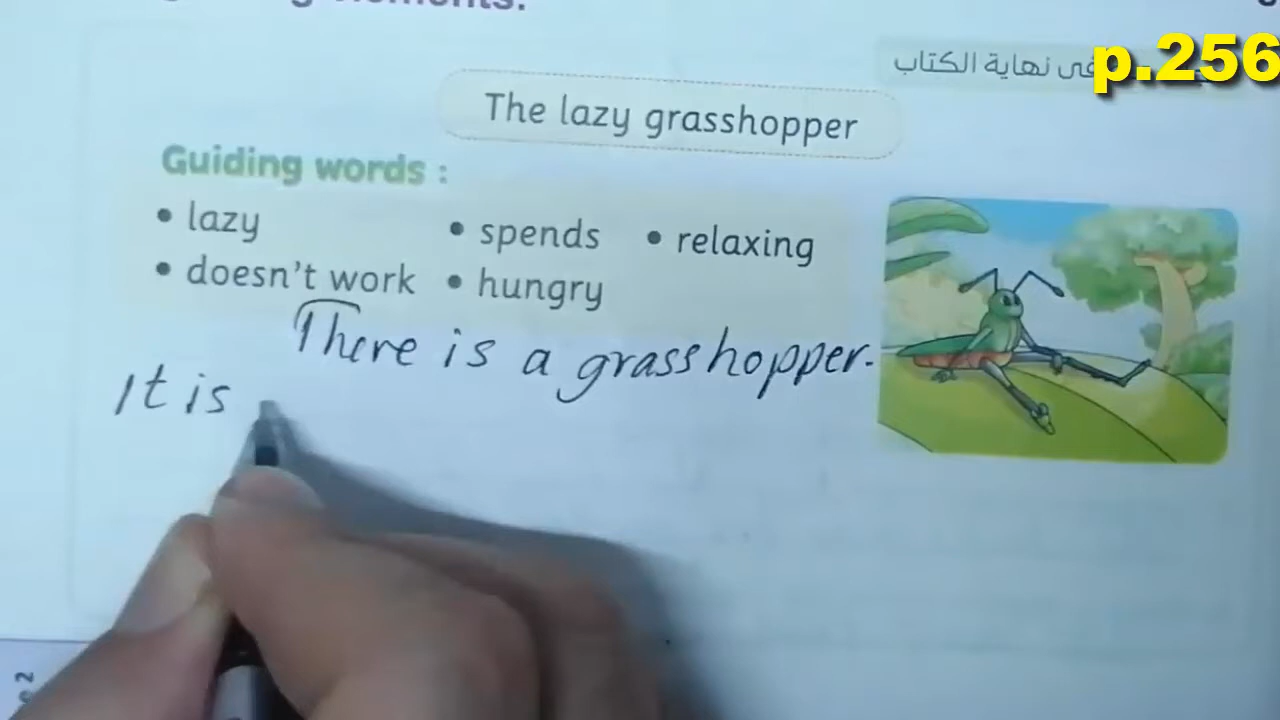 p.256
فى نهاية الكتاب
The lazy grasshopper
Guiding words :
• lazy • spends • relaxing
• doesn't work • hungry
There is a grasshopper.
It is